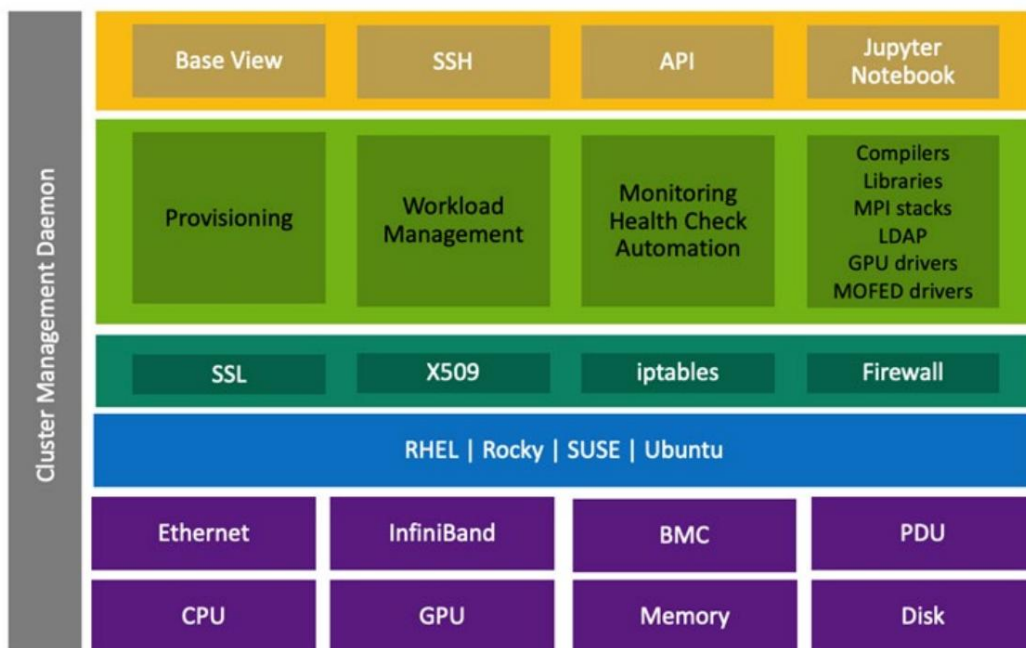 Cluster Management Daemon
Base View
SSH
API
Jupyter
Notebook
Provisioning
Workload
Management
Monitoring
Health Check
Automation
Compilers
Libraries
MPI stacks
LDAP
GPU drivers
MOFED drivers
SSL
X509
iptables
Firewall
RHEL | Rocky | SUSE | Ubuntu
Ethernet
InfiniBand
BMC
PDU
CPU
GPU
Memory
Disk